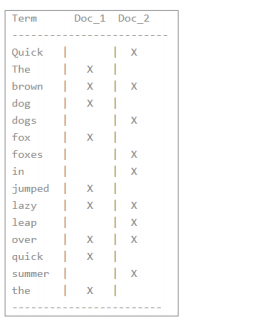 Term      Doc_1  Doc_2
-------------------------
Quick   |       |  X
The     |   X   |
brown   |   X   |  X
dog     |   X   |
dogs    |       |  X
fox     |   X   |
foxes   |       |  X
in      |       |  X
jumped  |   X   |
lazy    |   X   |  X
leap    |       |  X
over    |   X   |  X
quick   |   X   |
summer  |       |  X
the     |   X   |
------------------------